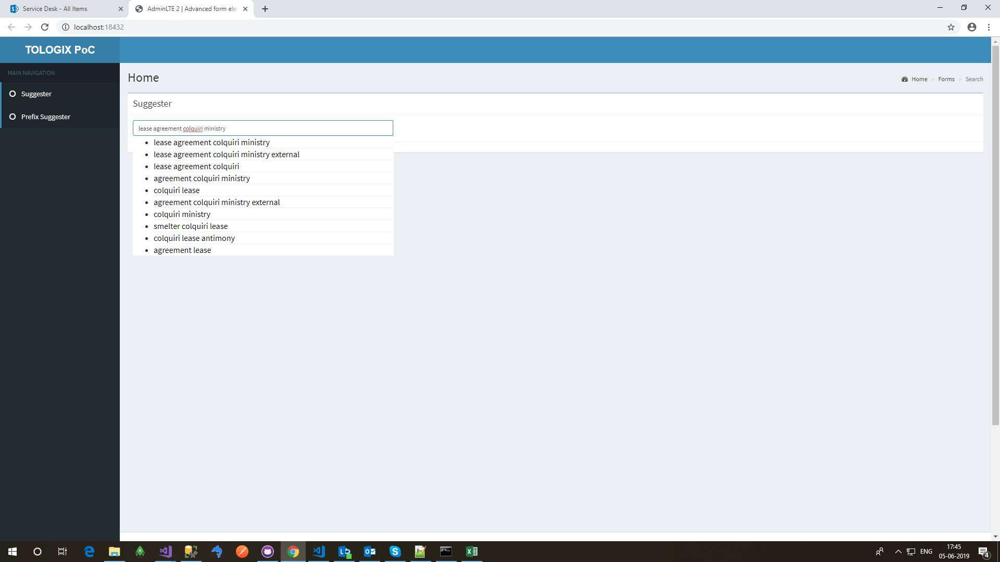 Service Desk - All Items
AdminLTE 2 | Advanced form ele
localhost:18432
TOLOGIX PoC
MAIN NAVIGATION
Suggester
Prefix Suggester
Home
Home > Forms > Search
Suggester
lease agreement colquiri ministry
lease agreement colquiri ministry
lease agreement colquiri ministry external
lease agreement colquiri
agreement colquiri ministry
colquiri lease
agreement colquiri ministry external
colquiri ministry
smelter colquiri lease
colquiri lease antimony
agreement lease
ENG
17:45
05-06-2019
4